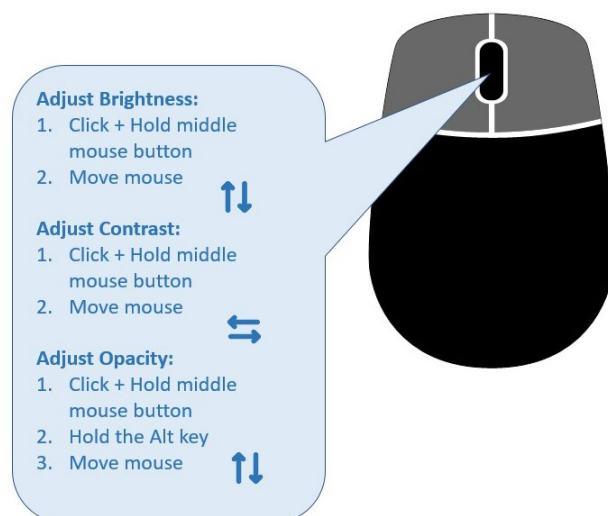 Adjust Brightness:
1. Click + Hold middle
mouse button
2. Move mouse
Adjust Contrast:
1. Click + Hold middle
mouse button
2. Move mouse
Adjust Opacity:
1. Click + Hold middle
mouse button
2. Hold the Alt key
3. Move mouse